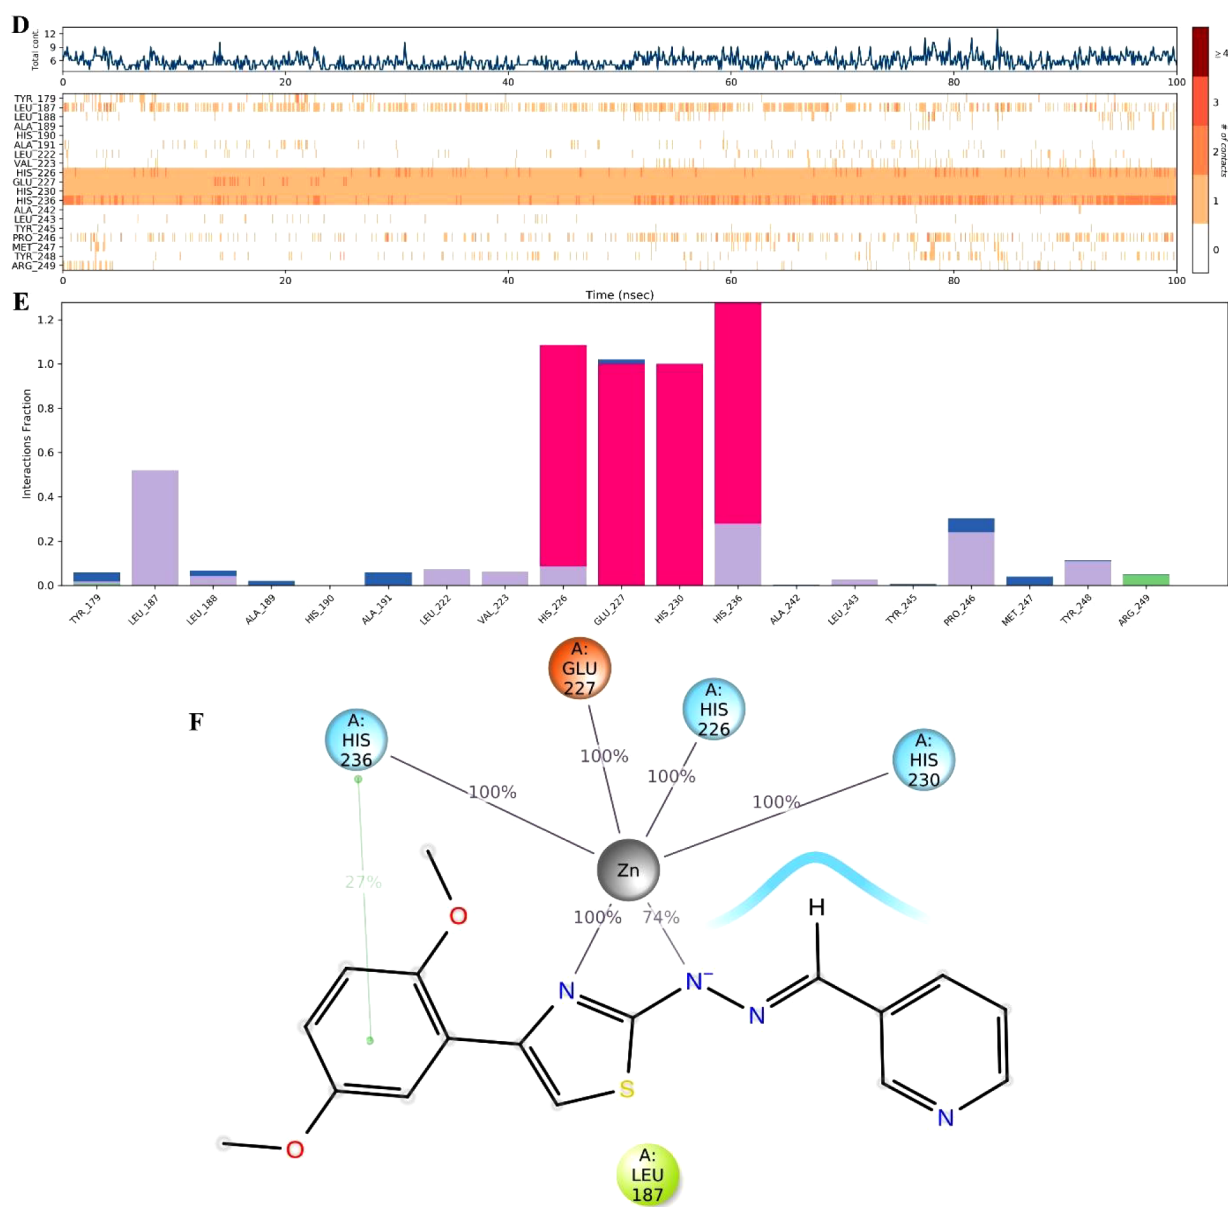 D
Total cont.
12
9
6
0 20 40 60 80 100
≥4
3
2
1
0
# of contacts
TYR_179
LEU_187
LEU_188
ALA_189
HIS_190
ALA_191
LEU_222
VAL_223
HIS_226
GLU_227
HIS_230
HIS_236
ALA_242
LEU_243
TYR_245
PRO_246
MET_247
TYR_248
ARG_249
0 20 40 60 80 100
Time (nsec)
E
Interactions Fraction
1.2
1.0
0.8
0.6
0.4
0.2
0.0
TYR_179 LEU_187 LEU_188 ALA_189 HIS_190 ALA_191 LEU_222 VAL_223 HIS_226 GLU_227 HIS_230 HIS_236 ALA_242 LEU_243 TYR_245 PRO_246 MET_247 TYR_248 ARG_249
F
A:
HIS
236
A:
GLU
227
A:
HIS
226
A:
HIS
230
100%
100%
100%
100%
Zn
100%
74%
27%
H
O
N
N⁻
N
S
N
O
A:
LEU
187